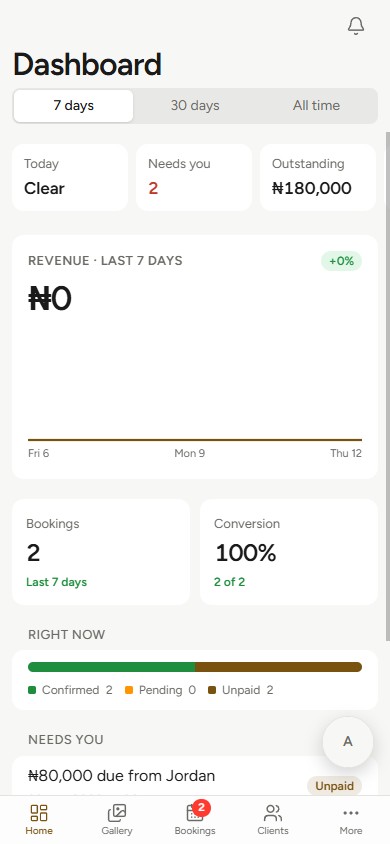 Dashboard
7 days 30 days All time
Today Needs you Outstanding
Clear 2 ₦180,000
REVENUE · LAST 7 DAYS +0%
₦0
Fri 6 Mon 9 Thu 12
Bookings Conversion
2 100%
Last 7 days 2 of 2
RIGHT NOW
Confirmed 2 Pending 0 Unpaid 2
NEEDS YOU A
₦80,000 due from Jordan
Unpaid
2
Home Gallery Bookings Clients More